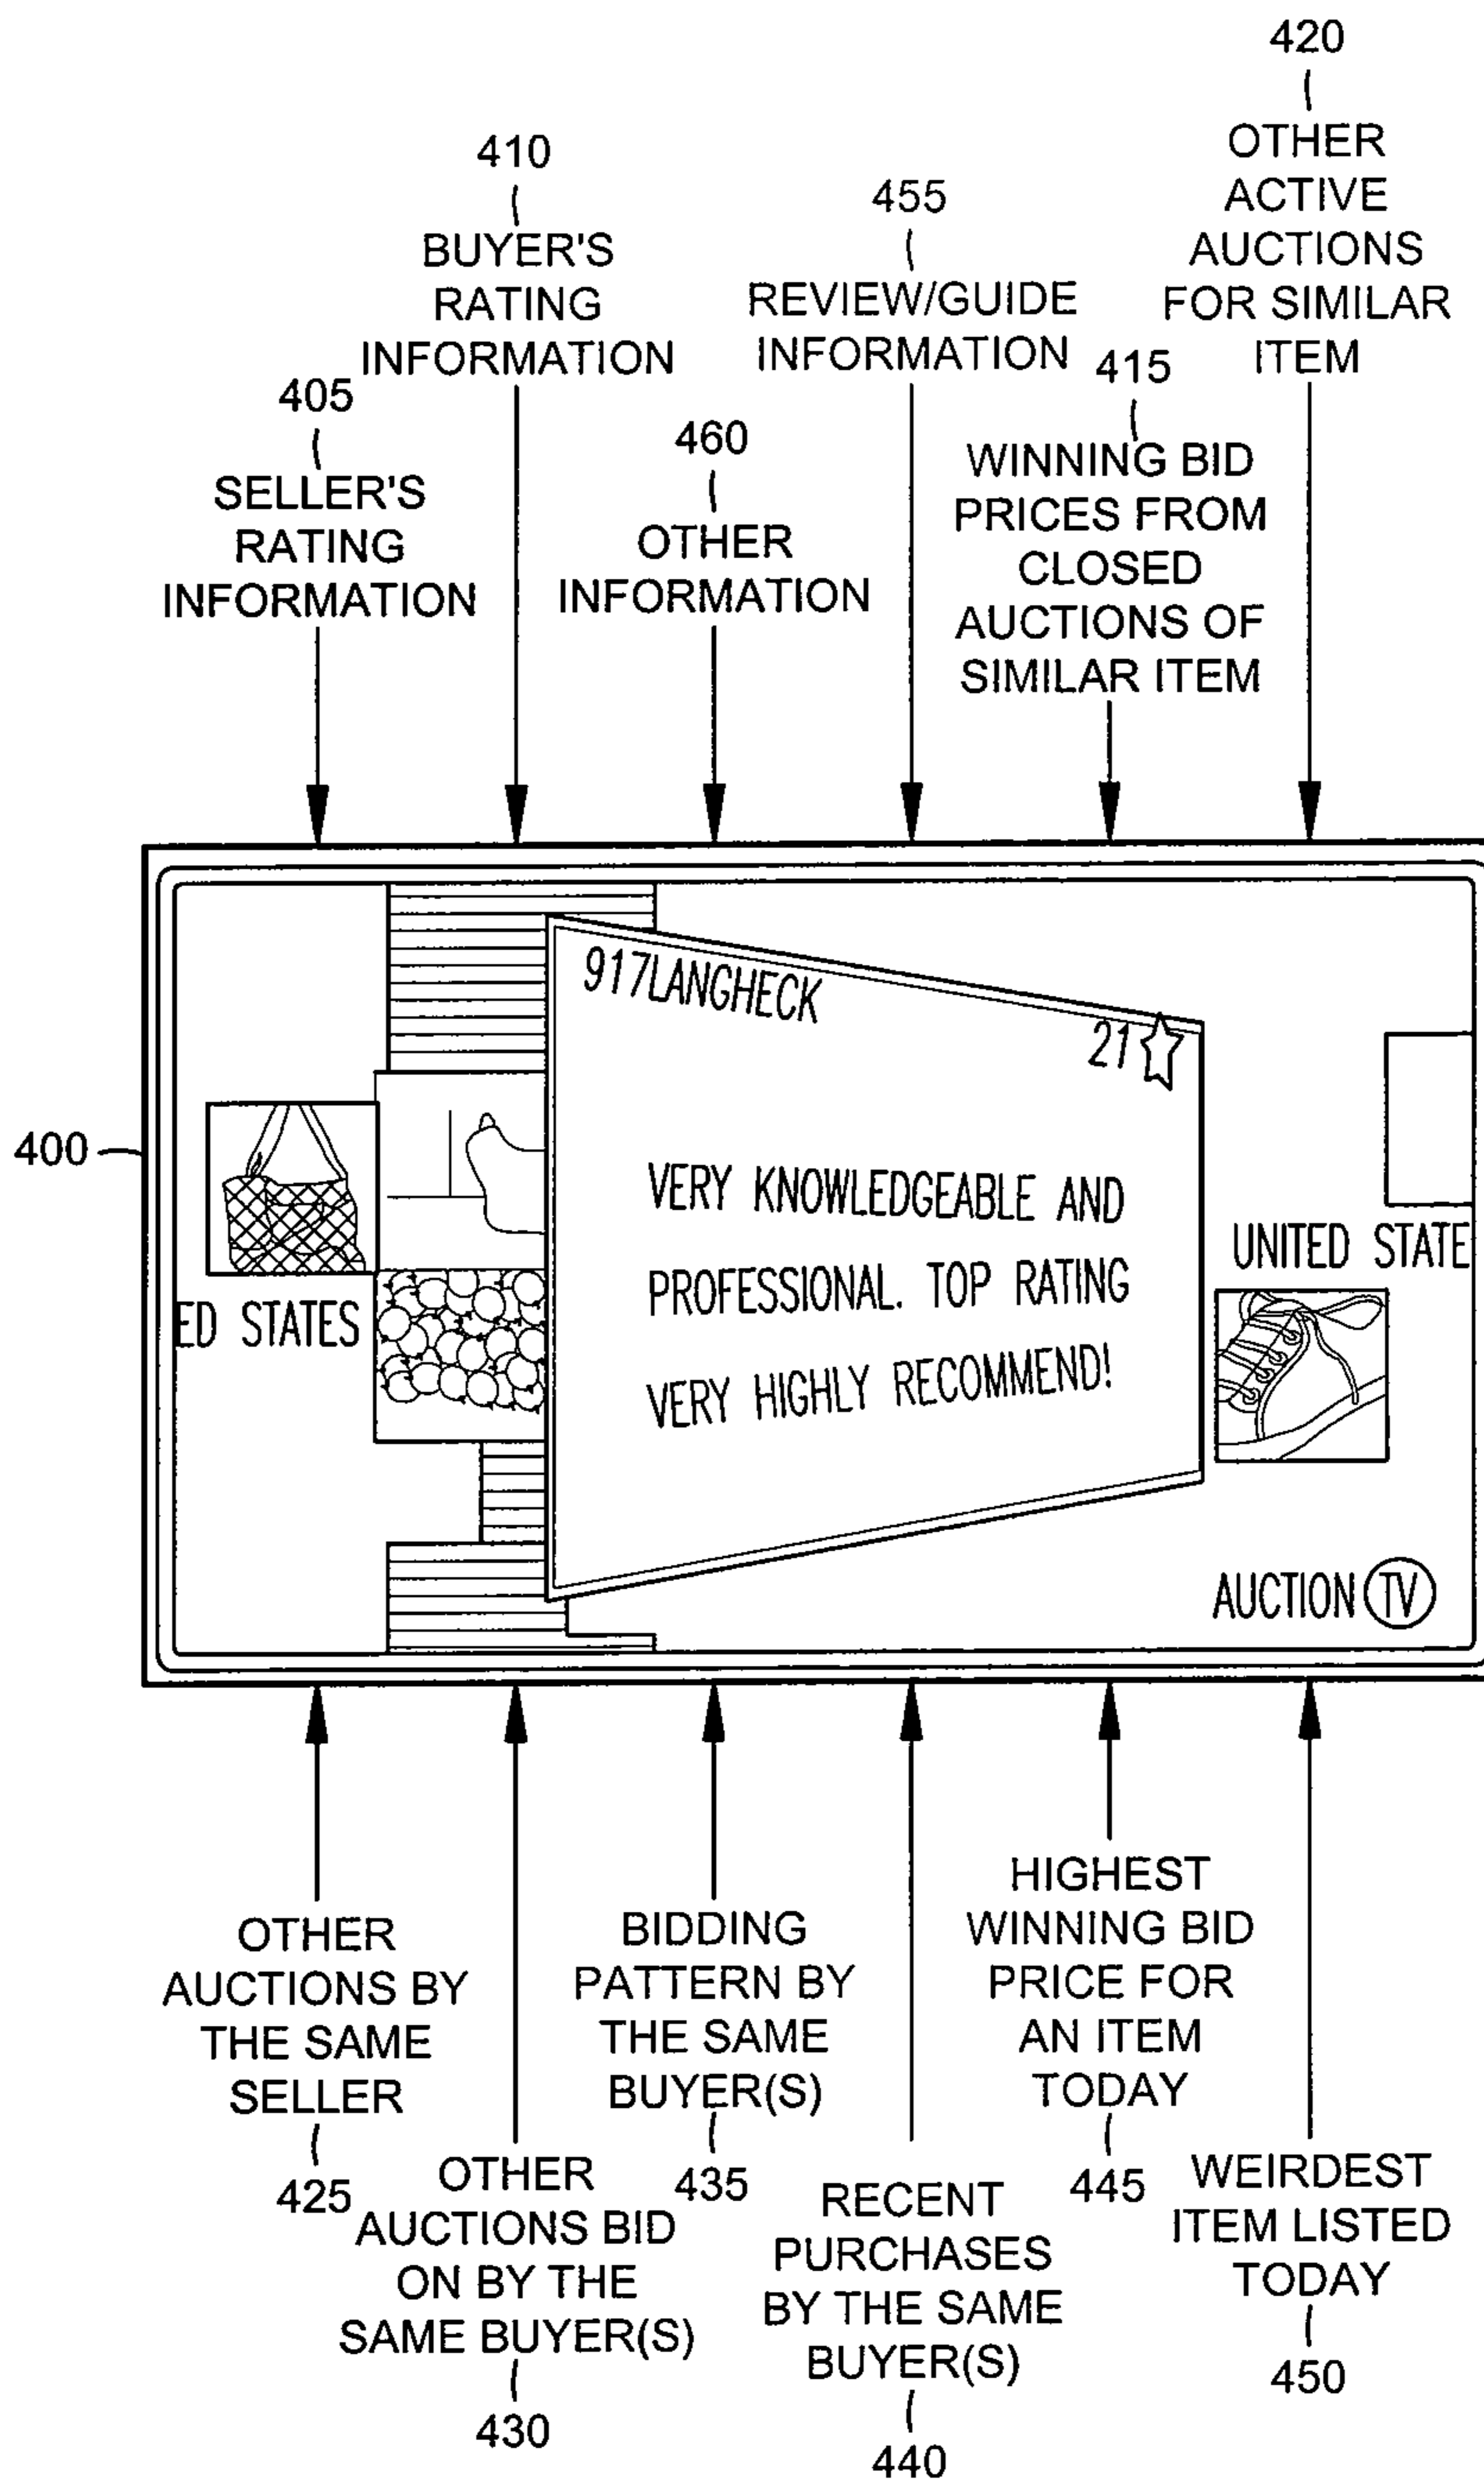 420
OTHER
ACTIVE
AUCTIONS
FOR SIMILAR
ITEM
410
BUYER'S
RATING
INFORMATION
455
REVIEW/GUIDE
INFORMATION
415
WINNING BID
PRICES FROM
CLOSED
AUCTIONS OF
SIMILAR ITEM
405
SELLER'S
RATING
INFORMATION
460
OTHER
INFORMATION
400
917LANGHECK
21
VERY KNOWLEDGEABLE AND
PROFESSIONAL. TOP RATING
VERY HIGHLY RECOMMEND!
ED STATES
UNITED STATE
AUCTION TV
OTHER
AUCTIONS BY
THE SAME
SELLER
425
OTHER
AUCTIONS BID
ON BY THE
SAME BUYER(S)
430
BIDDING
PATTERN BY
THE SAME
BUYER(S)
435
RECENT
PURCHASES
BY THE SAME
BUYER(S)
440
HIGHEST
WINNING BID
PRICE FOR
AN ITEM
TODAY
445
WEIRDEST
ITEM LISTED
TODAY
450